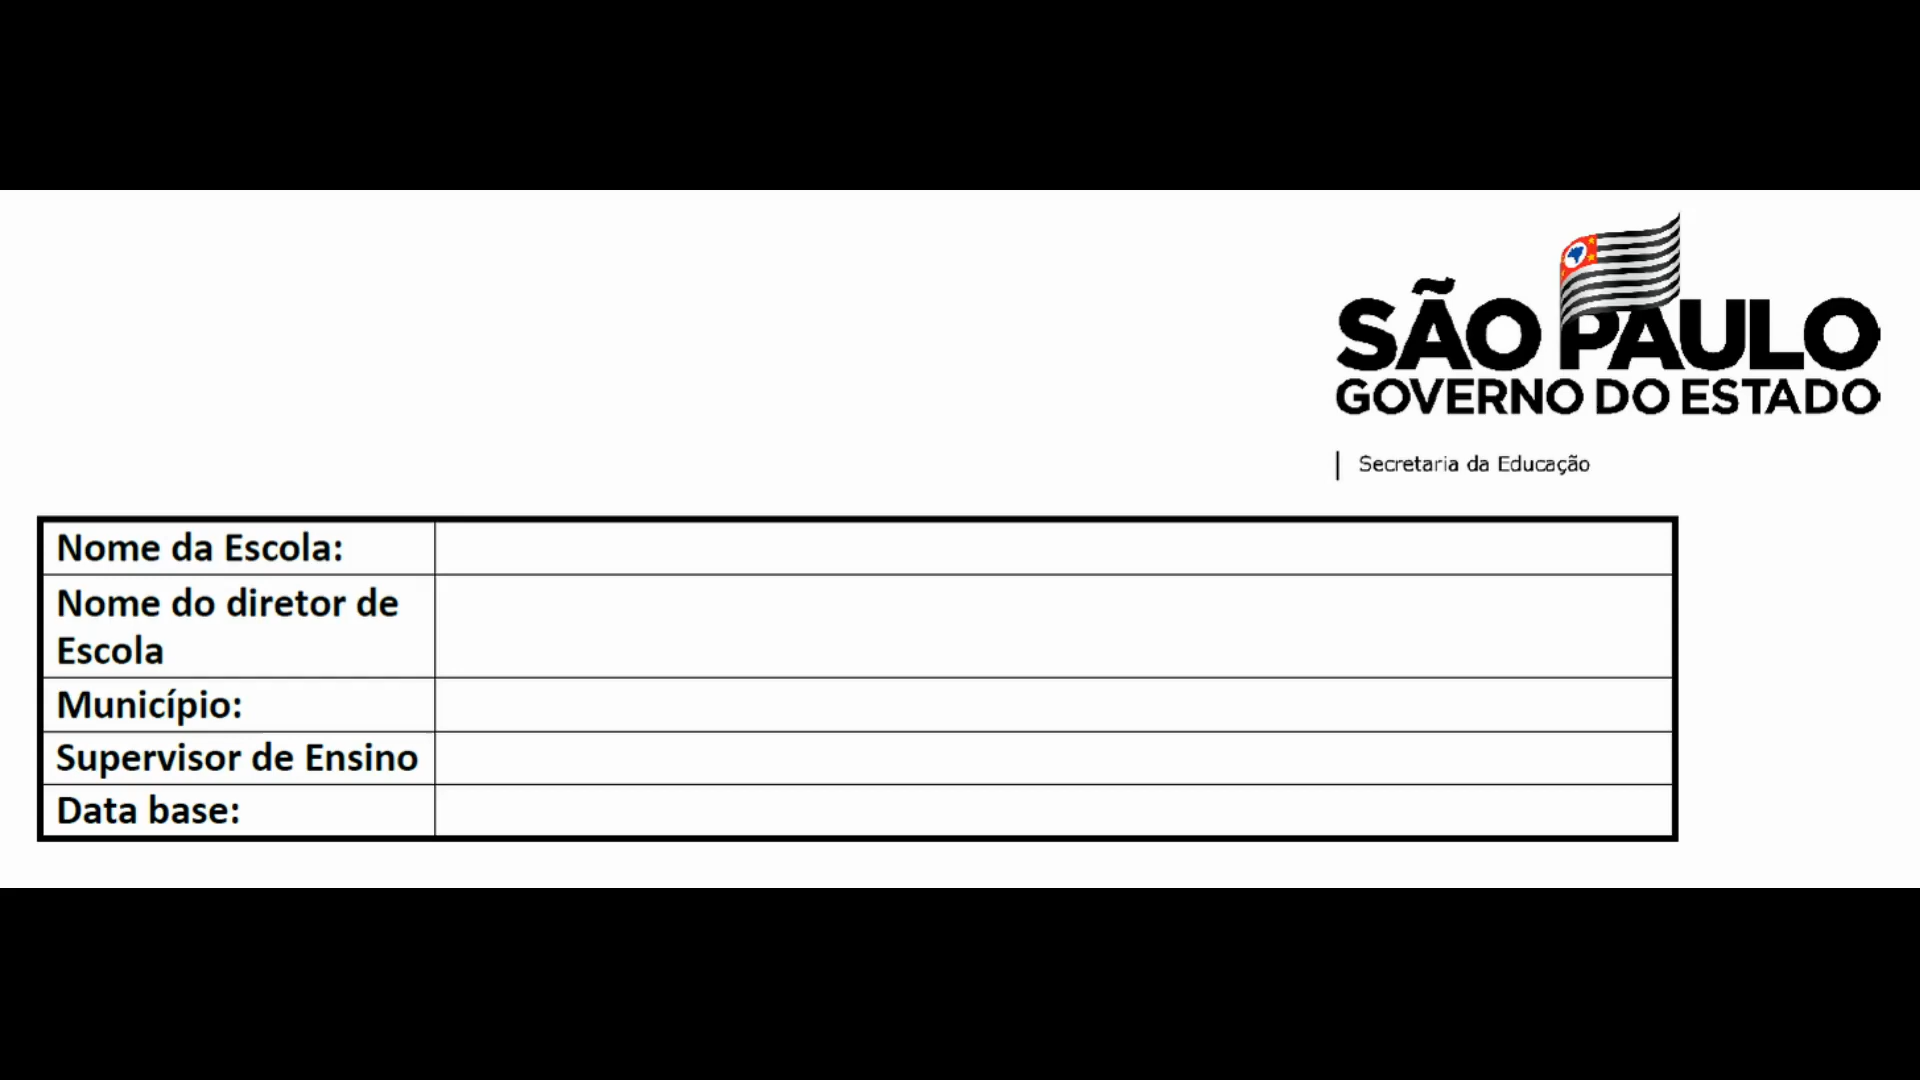 SÃO PAULO
GOVERNO DO ESTADO
Secretaria da Educação
Nome da Escola:
Nome do diretor de
Escola
Município:
Supervisor de Ensino
Data base: